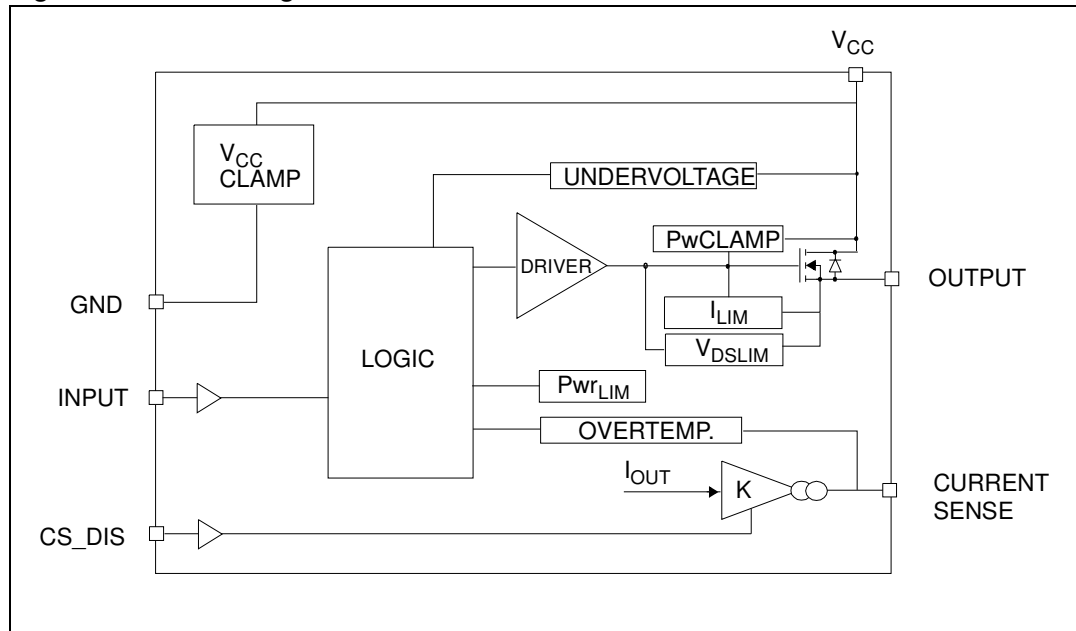 V_CC
V_CC
CLAMP
UNDERVOLTAGE
PwCLAMP
DRIVER
OUTPUT
GND
I_LIM
V_DSLIM
LOGIC
INPUT
Pwr_LIM
OVERTEMP.
I_OUT
K
CURRENT
SENSE
CS_DIS